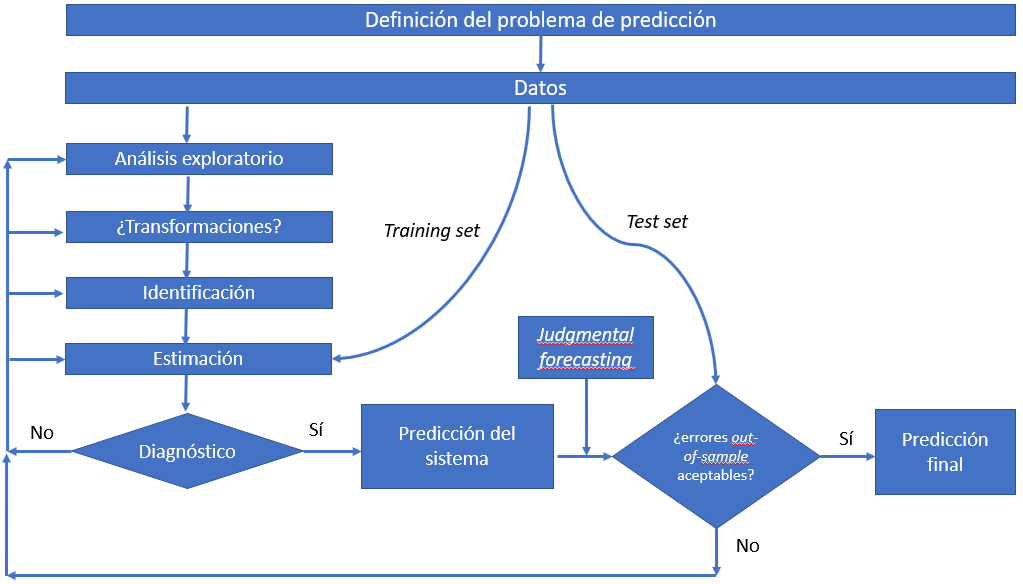 Definición del problema de predicción
Datos
Análisis exploratorio
¿Transformaciones?
Training set
Test set
Identificación
Judgmental
forecasting
Estimación
No
Diagnóstico
Sí
Predicción del
sistema
¿errores out-
of-sample
aceptables?
Sí
Predicción
final
No